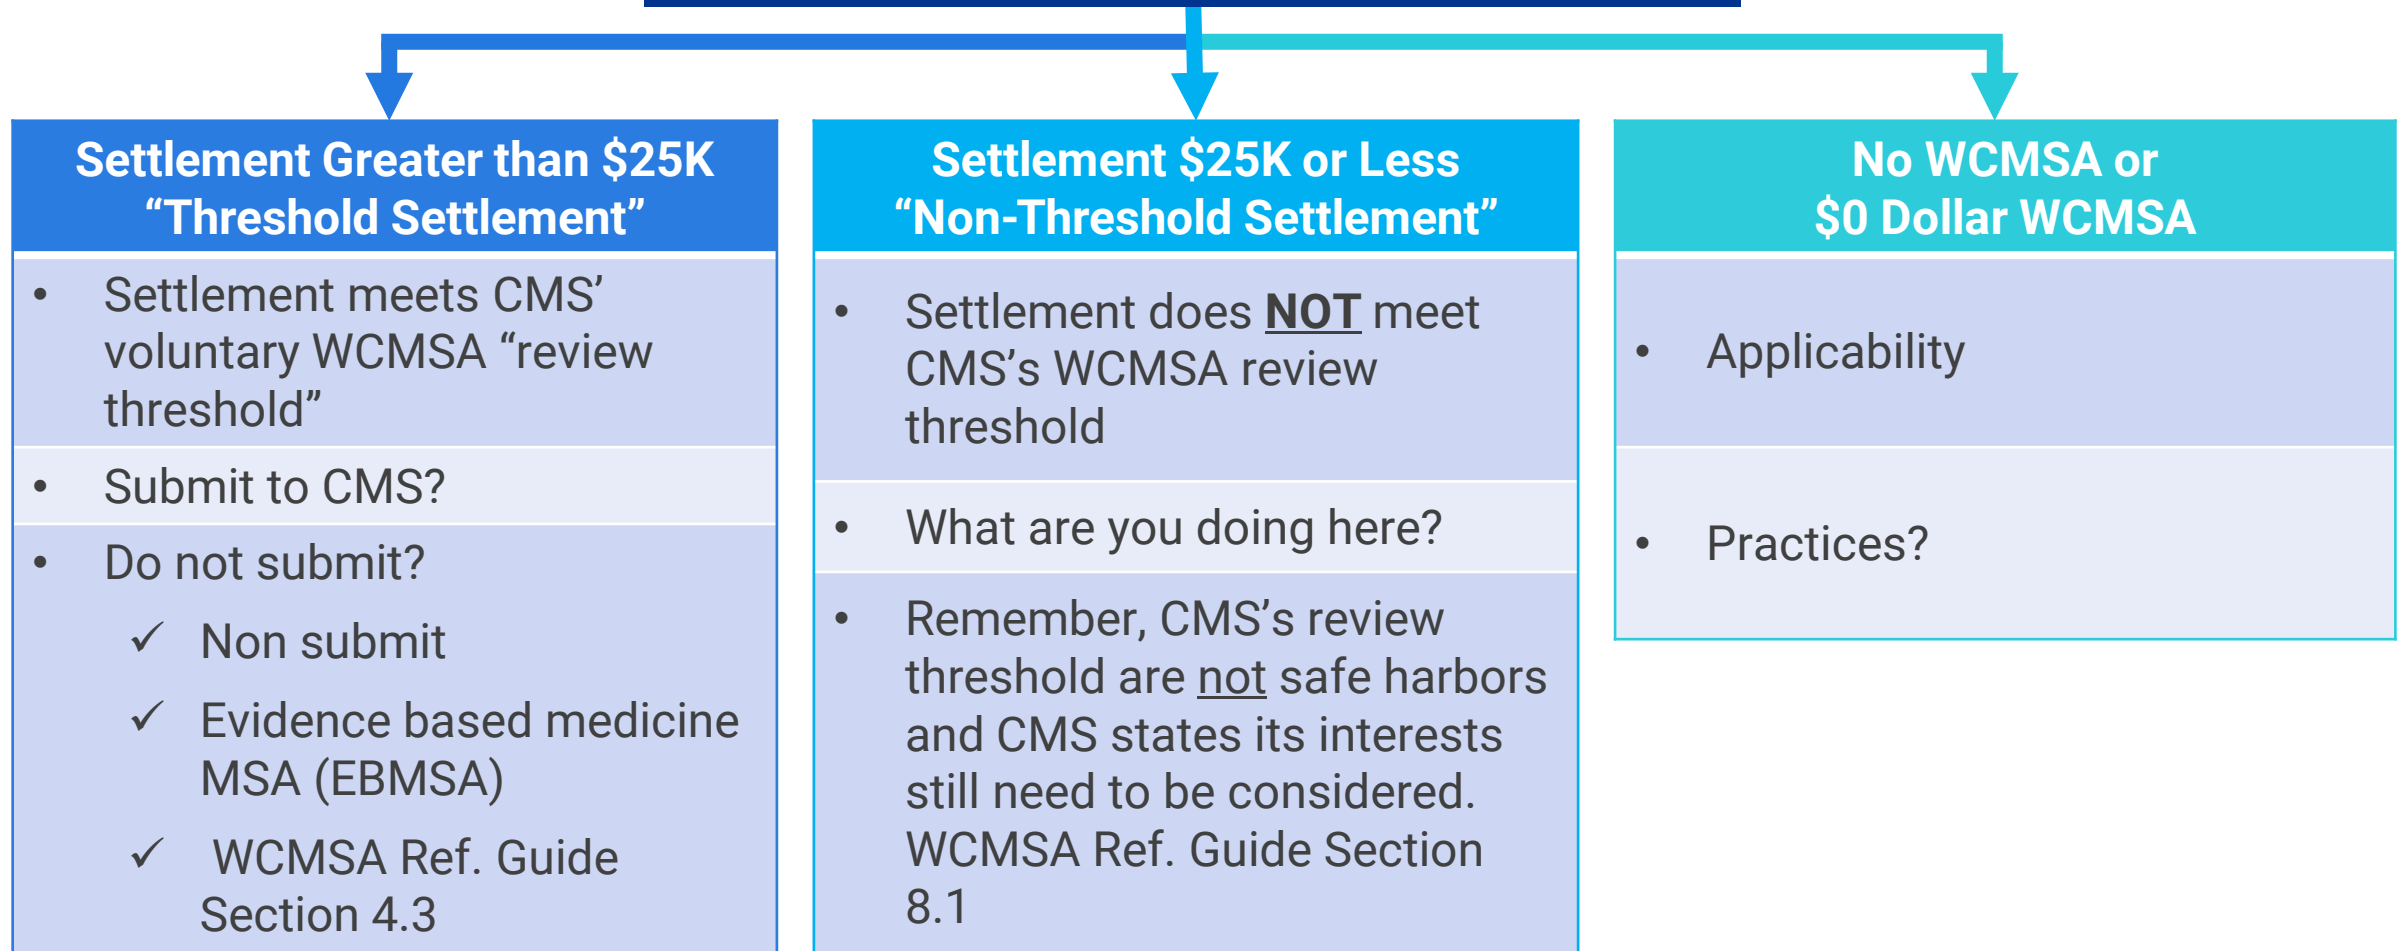 Settlement Greater than $25K
“Threshold Settlement”
• Settlement meets CMS’
voluntary WCMSA “review
threshold”
• Submit to CMS?
• Do not submit?
✓ Non submit
✓ Evidence based medicine
MSA (EBMSA)
✓ WCMSA Ref. Guide
Section 4.3
Settlement $25K or Less
“Non-Threshold Settlement”
• Settlement does NOT meet
CMS’s WCMSA review
threshold
• What are you doing here?
• Remember, CMS’s review
threshold are not safe harbors
and CMS states its interests
still need to be considered.
WCMSA Ref. Guide Section
8.1
No WCMSA or
$0 Dollar WCMSA
• Applicability
• Practices?